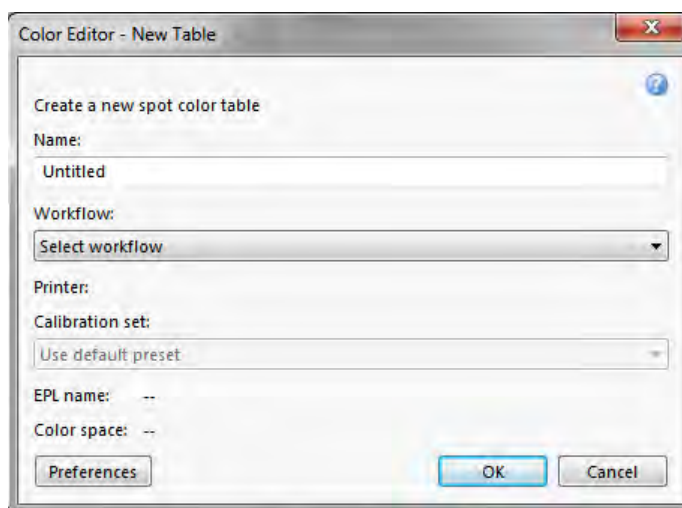 Color Editor - New Table
Create a new spot color table
Name:
Untitled
Workflow:
Select workflow
Printer:
Calibration set:
Use default preset
EPL name: --
Color space: --
Preferences OK Cancel